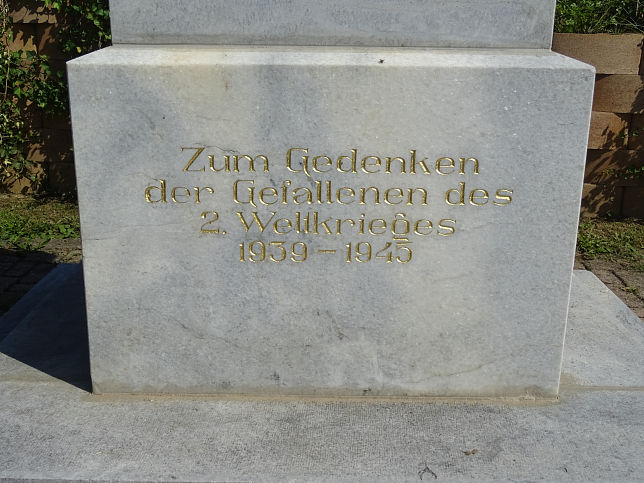 Zum Gedenken
der Gefallenen des
2. Weltkrieges
1939 – 1945